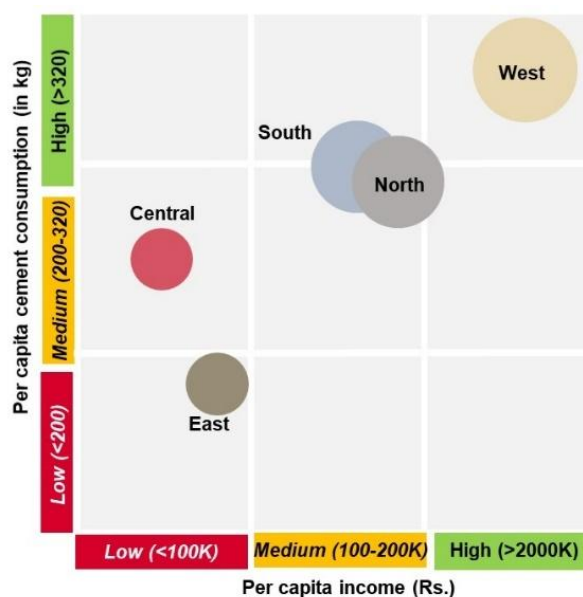 Per capita cement consumption (in kg)
High (>320)
Medium (200-320)
Low (<200)
West
South
North
Central
East
Low (<100K)
Medium (100-200K)
High (>2000K)
Per capita income (Rs.)